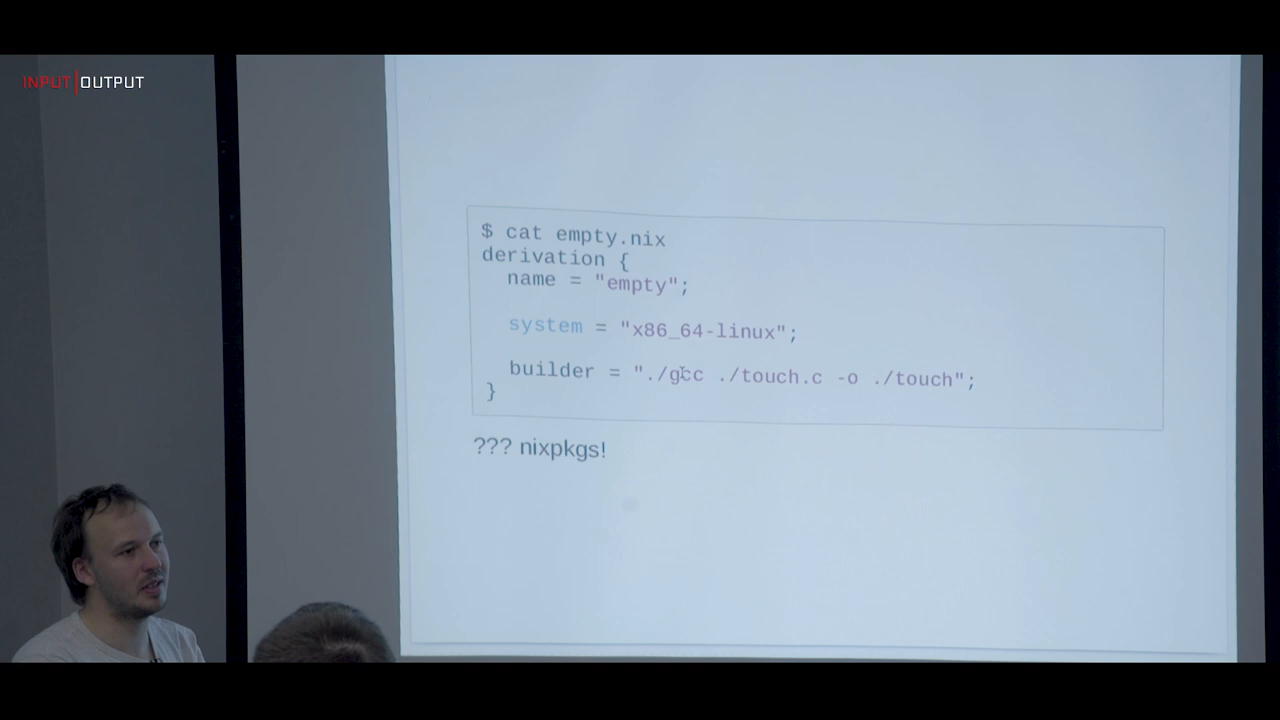 INPUT|OUTPUT
$ cat empty.nix
derivation {
  name = "empty";
  system = "x86_64-linux";
  builder = "./gcc ./touch.c -o ./touch";
}
??? nixpkgs!